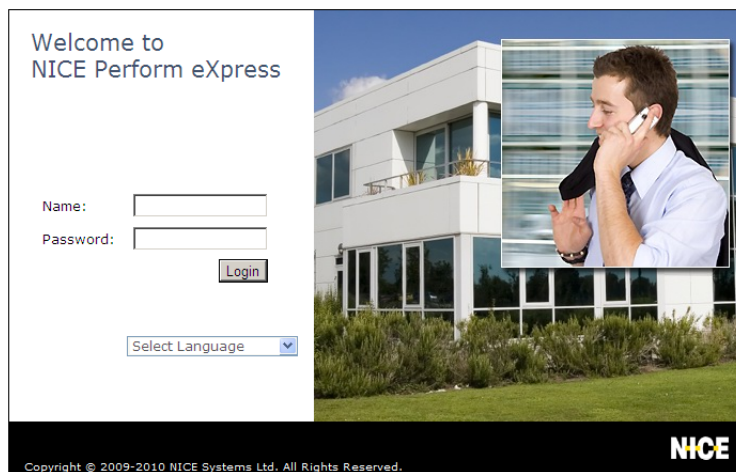 Welcome to
NICE Perform eXpress
Name:
Password:
Login
Select Language
NICE
Copyright © 2009-2010 NICE Systems Ltd. All Rights Reserved.